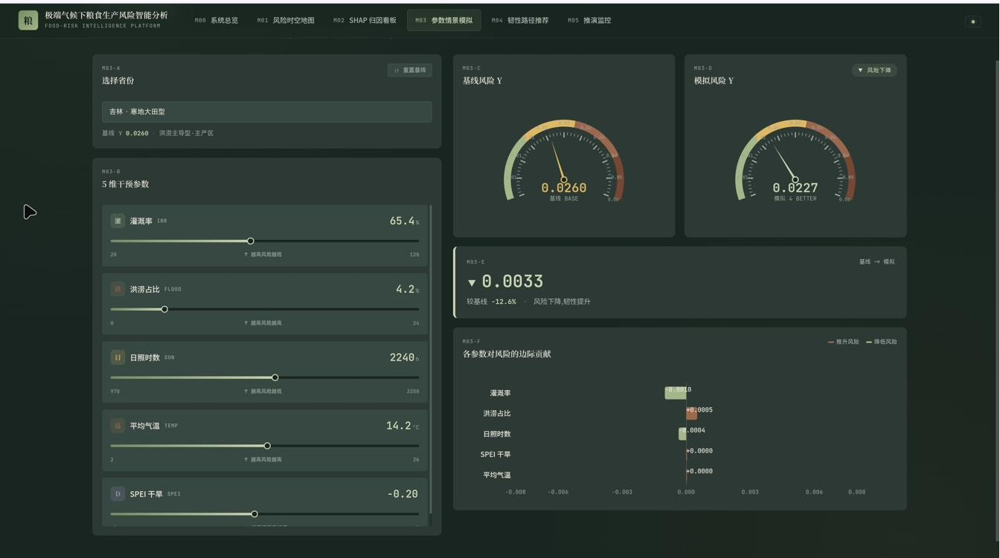 粮
极端气候下粮食生产风险智能分析
FOOD-RISK INTELLIGENCE PLATFORM
M00 系统总览
M01 风险时空地图
M02 SHAP 归因看板
M03 参数情景模拟
M04 韧性路径推荐
M05 推演监控
M03-A
选择省份
重置基线
吉林 · 寒地大田型
基线 Y 0.0260 · 洪涝主导型-主产区
M03-B
5 维干预参数
灌 灌溉率 IRR 65.4%
20 ↑ 越高风险越低 120
洪 洪涝占比 FLOOD 4.2%
0 ↑ 越高风险越高 24
日 日照时数 SUN 2240h
970 ↑ 越高风险越低 3350
温 平均气温 TEMP 14.2°C
2 ↑ 越高风险越高 26
D SPEI 干旱 SPEI -0.20
M03-C
基线风险 Y
0.0260
基线 BASE
M03-D
模拟风险 Y
▼ 风险下降
0.0227
模拟 ↓ BETTER
M03-E
基线 → 模拟
▼ 0.0033
较基线 -12.6% · 风险下降,韧性提升
M03-F
各参数对风险的边际贡献
推升风险 降低风险
灌溉率 -0.0010
洪涝占比 +0.0005
日照时数 -0.0004
SPEI 干旱 +0.0000
平均气温 +0.0000
-0.008 -0.006 -0.003 0.000 0.003 0.006 0.008